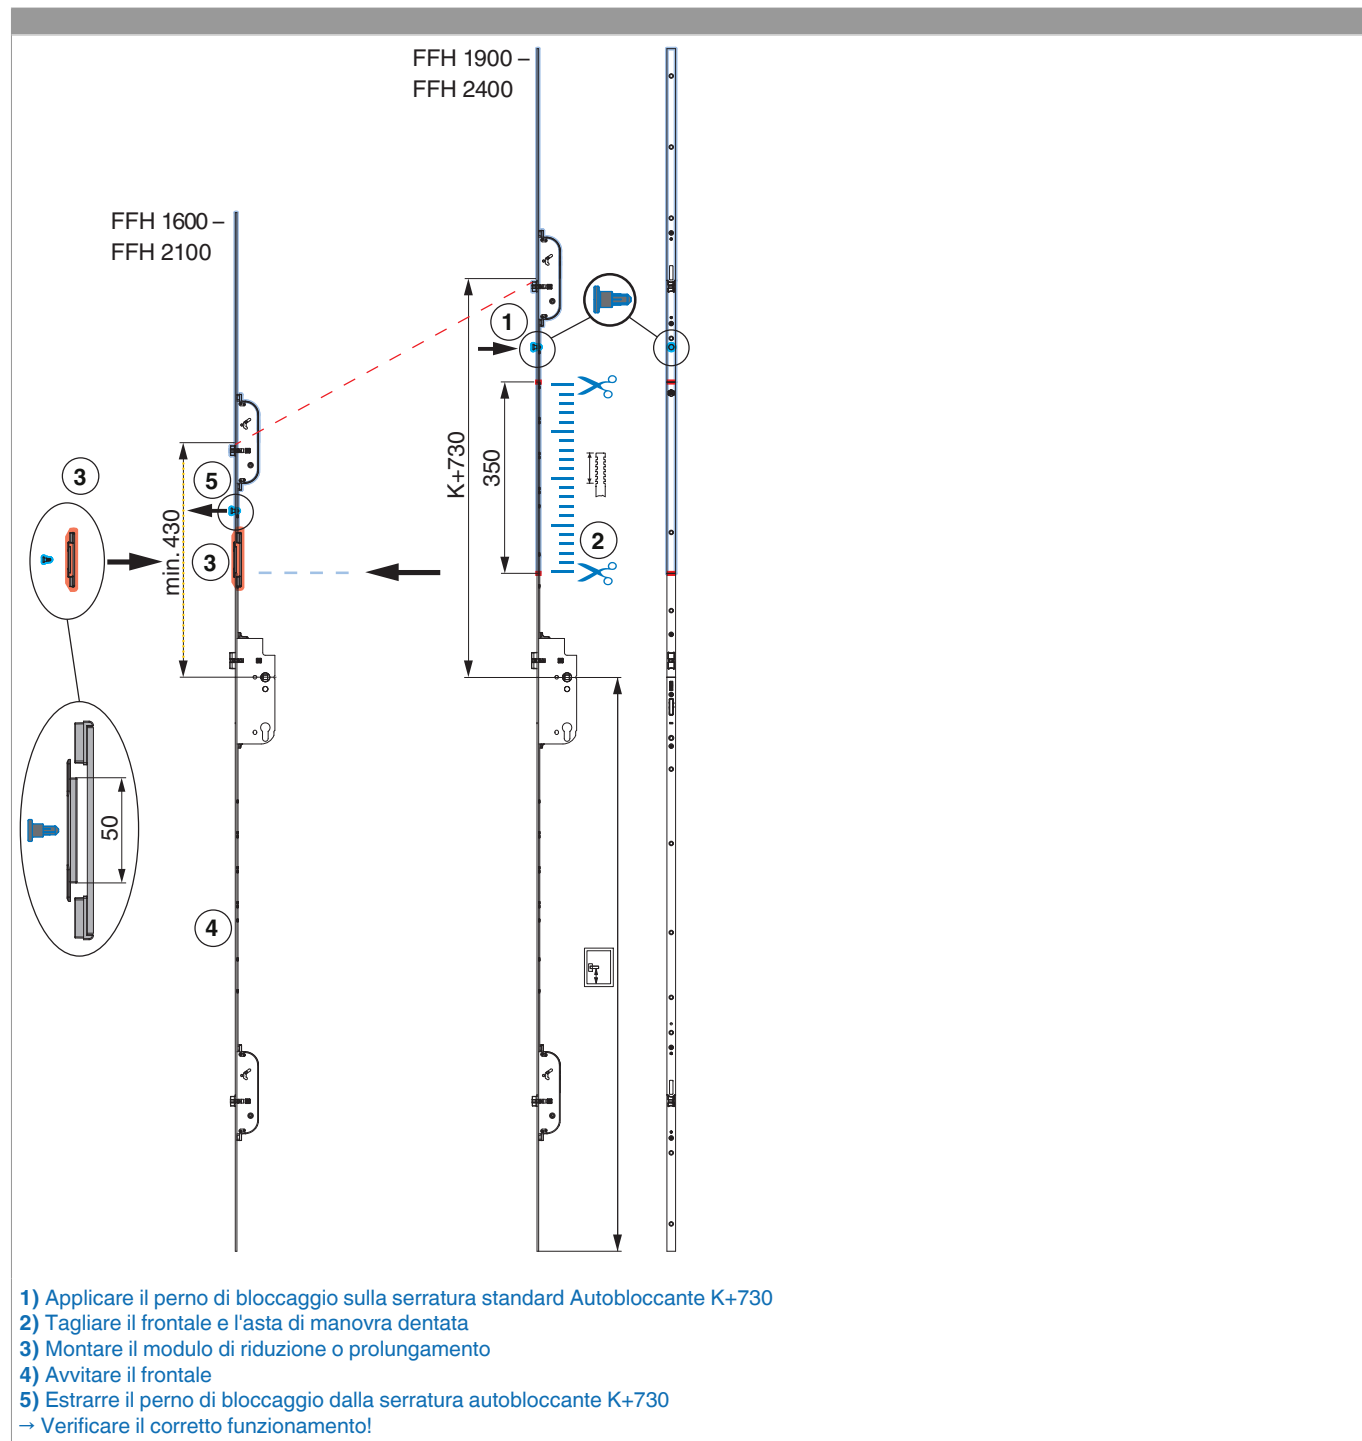 FFH 1900 –
FFH 2400
FFH 1600 –
FFH 2100
1
K+730
350
3
5
min. 430
3
2
50
4
1) Applicare il perno di bloccaggio sulla serratura standard Autobloccante K+730
2) Tagliare il frontale e l'asta di manovra dentata
3) Montare il modulo di riduzione o prolungamento
4) Avvitare il frontale
5) Estrarre il perno di bloccaggio dalla serratura autobloccante K+730
→ Verificare il corretto funzionamento!